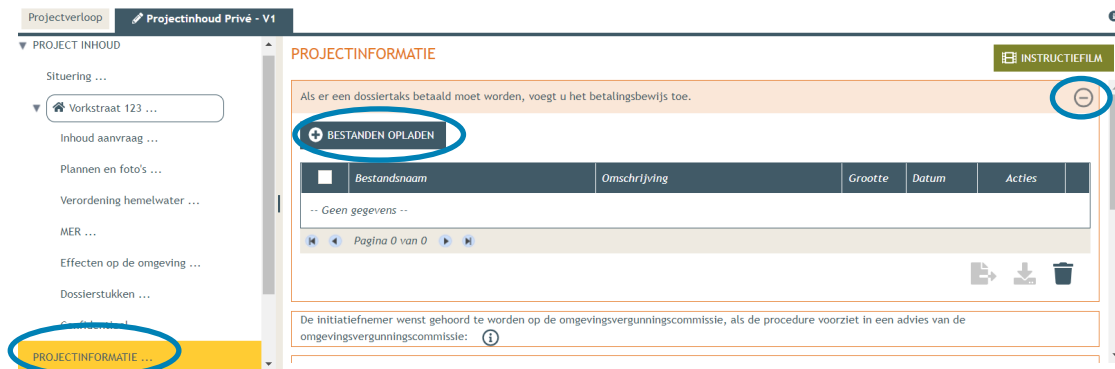 Projectverloop
Projectinhoud Privé - V1
PROJECT INHOUD
Situering ...
Vorkstraat 123 ...
Inhoud aanvraag ...
Plannen en foto's ...
Verordening hemelwater ...
MER ...
Effecten op de omgeving ...
Dossierstukken ...
PROJECTINFORMATIE ...
PROJECTINFORMATIE
INSTRUCTIEFILM
Als er een dossiertaks betaald moet worden, voegt u het betalingsbewijs toe.
BESTANDEN OPLADEN
Bestandsnaam Omschrijving Grootte Datum Acties
-- Geen gegevens --
Pagina 0 van 0
De initiatiefnemer wenst gehoord te worden op de omgevingsvergunningscommissie, als de procedure voorziet in een advies van de
omgevingsvergunningscommissie: